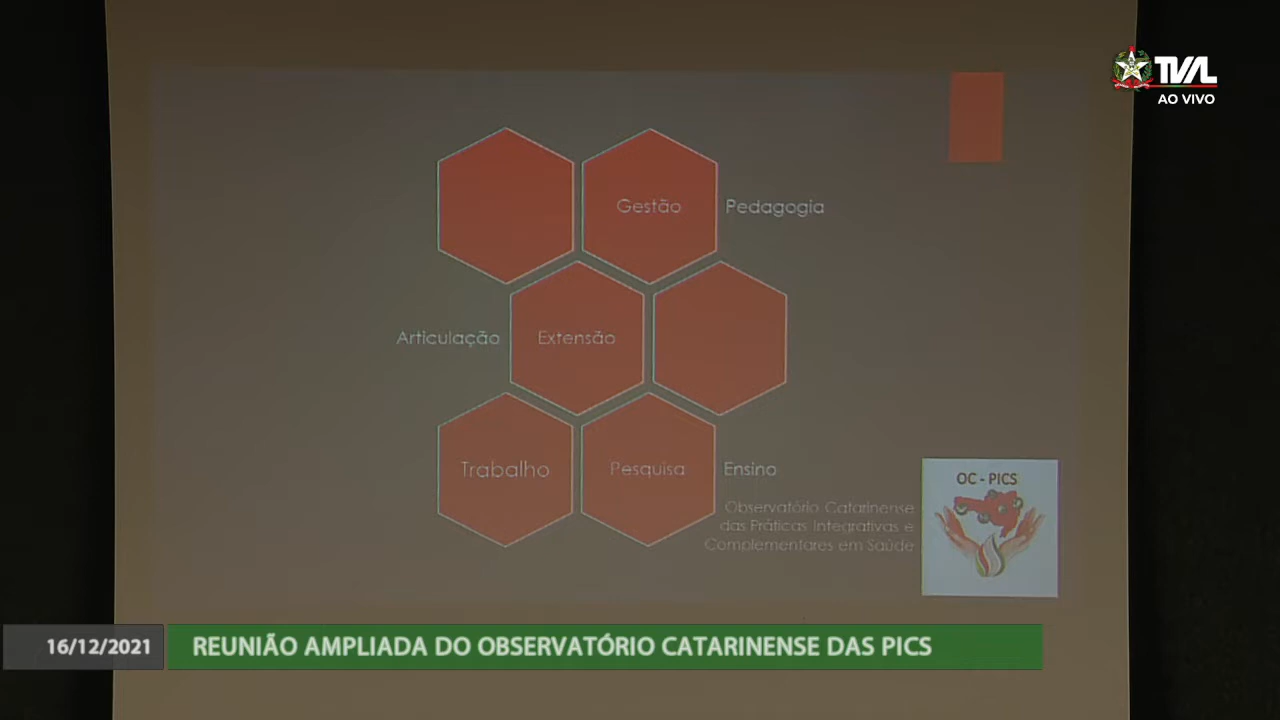 TVAL
AO VIVO
Gestão
Pedagogia
Articulação
Extensão
Trabalho
Pesquisa
Ensino
Observatório Catarinense
das Práticas Integrativas e
Complementares em Saúde
OC - PICS
16/12/2021
REUNIÃO AMPLIADA DO OBSERVATÓRIO CATARINENSE DAS PICS